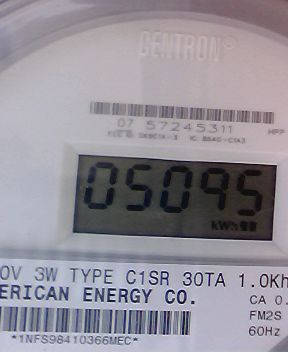 CENTRON®
07 57245311 HPP
05095
kWh
0V 3W TYPE C1SR 30TA 1.0Kh
ERICAN ENERGY CO.
CA 0.
FM2S
60Hz
*1NFS98410366MEC*